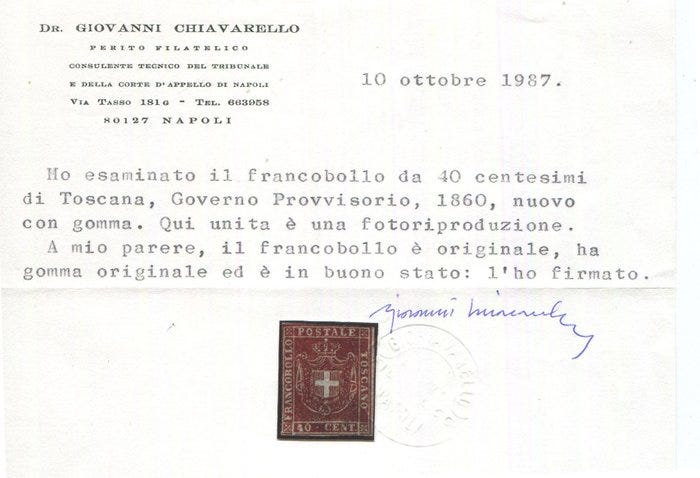 DR. GIOVANNI CHIAVARELLO
PERITO FILATELICO
CONSULENTE TECNICO DEL TRIBUNALE
E DELLA CORTE D'APPELLO DI NAPOLI
VIA TASSO 181G - TEL. 663958
80127 NAPOLI
10 ottobre 1987.
Ho esaminato il francobollo da 40 centesimi
di Toscana, Governo Provvisorio, 1860, nuovo
con gomma. Qui unita è una fotoriproduzione.
A mio parere, il francobollo è originale, ha
gomma originale ed è in buono stato: l'ho firmato.
POSTALE
FRANCOBOLLO
TOSCANO
40 CENT